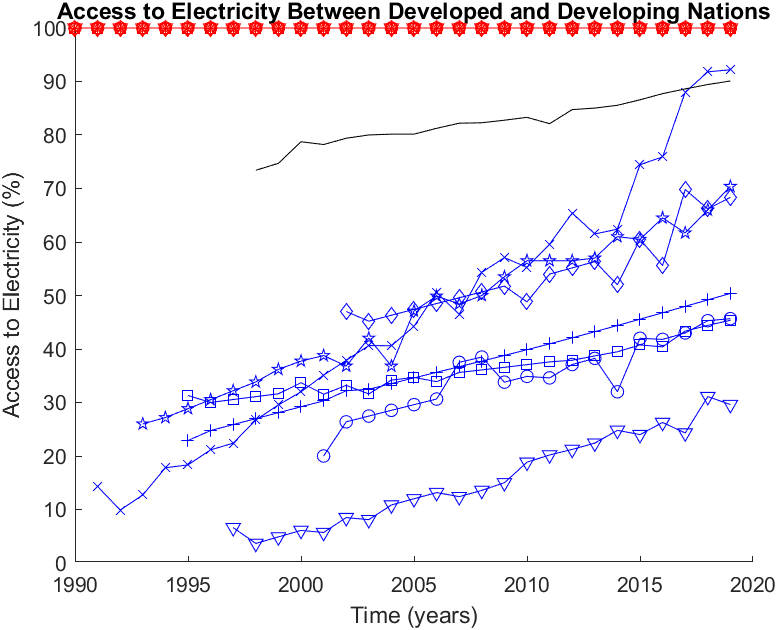 Access to Electricity Between Developed and Developing Nations
100
90
80
70
60
50
40
30
20
10
0
Access to Electricity (%)
1990 1995 2000 2005 2010 2015 2020
Time (years)